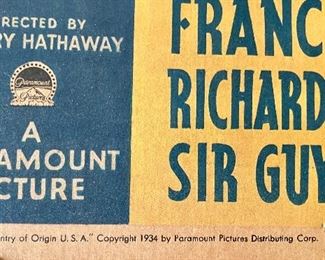 RECTED BY
RY HATHAWAY
Paramount
Pictures
A
AMOUNT
CTURE
FRANC
RICHARD
SIR GUY
ntry of Origin U.S.A." Copyright 1934 by Paramount Pictures Distributing Corp.